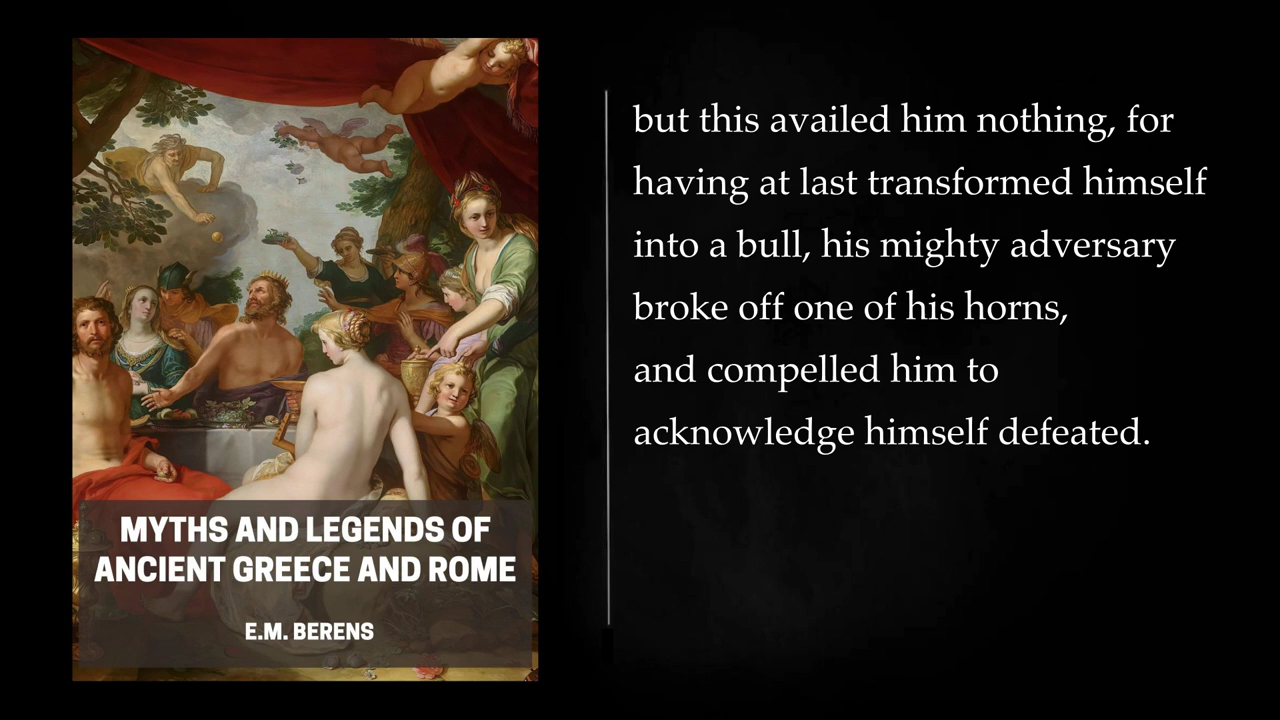 MYTHS AND LEGENDS OF
ANCIENT GREECE AND ROME
E.M. BERENS
but this availed him nothing, for
having at last transformed himself
into a bull, his mighty adversary
broke off one of his horns,
and compelled him to
acknowledge himself defeated.